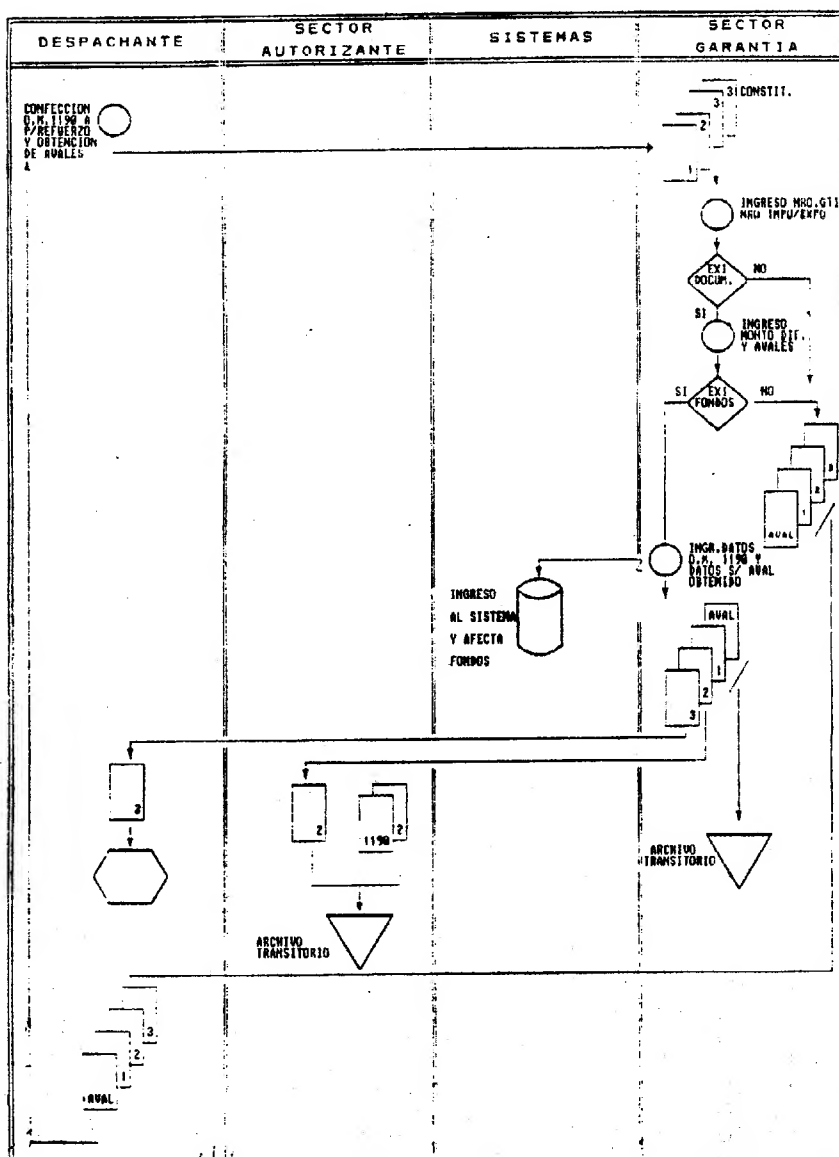 DESPACHANTE
SECTOR
AUTORIZANTE
SISTEMAS
SECTOR
GARANTIA
CONFECCION
O.M.1190 A
P/REFUERZO
Y OBTENCION
DE AVALES
3 CONSTIT.
3
2
1
INGRESO NRO.
NRO IMPO/EXPO
EXI
DOCUM.
NO
SI
INGRESO
MONTO DIF.
Y AVALES
SI
EXI
FONDOS
NO
3
2
1
AVAL
INGR.DATOS
O.M. 1190 Y
DATOS S/ AVAL
OBTENIDO
INGRESO
AL SISTEMA
Y AFECTA
FONDOS
AVAL
1
2
3
3
2
1190
2
ARCHIVO
TRANSITORIO
ARCHIVO
TRANSITORIO
3
2
1
AVAL